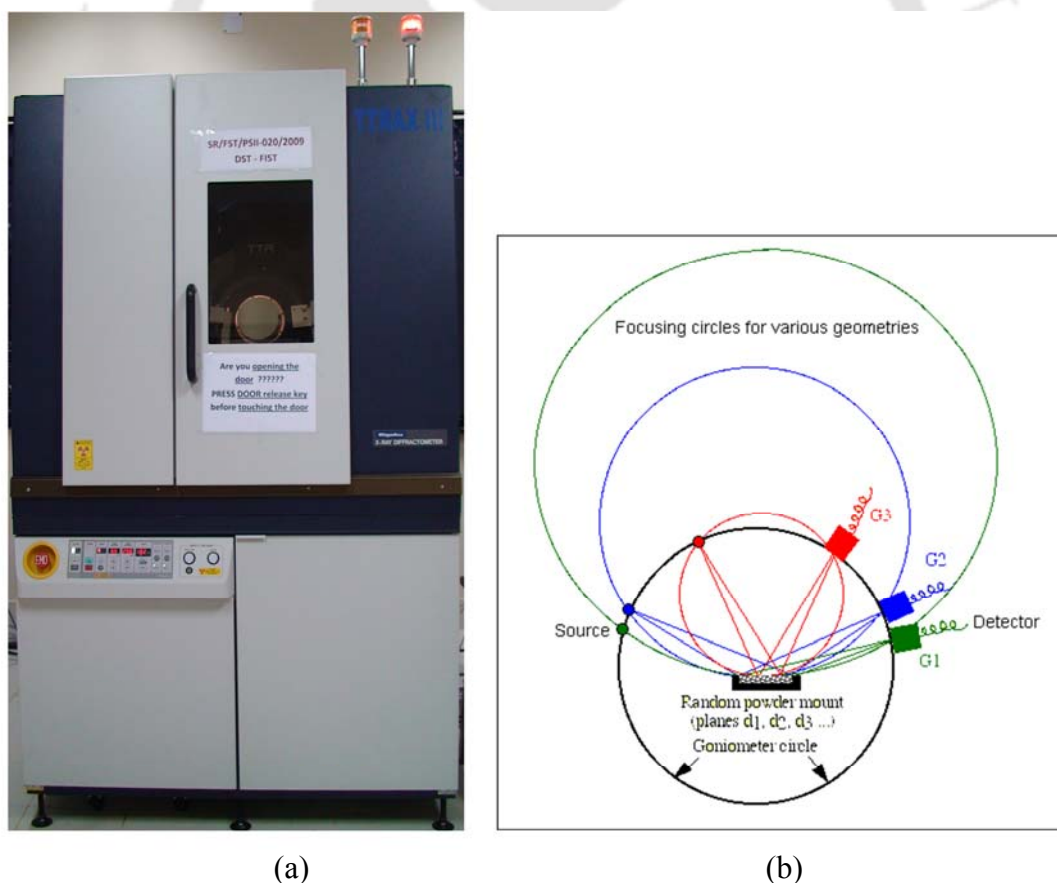 TTRAX III
SR/FST/PSII-020/2009
DST - FIST
TTR
Are you opening the
door ??????
PRESS DOOR release key
before touching the door
Rigaku
X-RAY DIFFRACTOMETER
Focusing circles for various geometries
G3
G2
Source
Detector
G1
Random powder mount
(planes d1, d2, d3 ...)
Goniometer circle
(a)
(b)